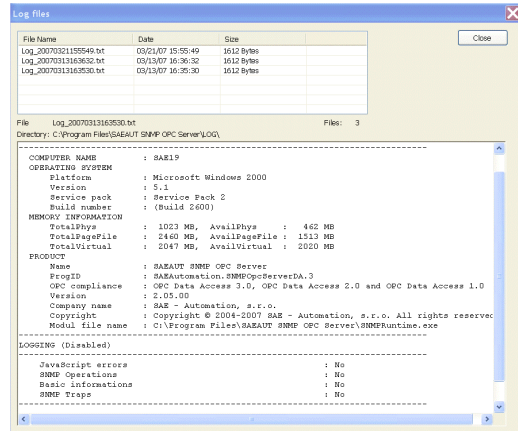 Log files
Close
File Name Date Size
Log_20070321155549.txt 03/21/07 15:55:49 1612 Bytes
Log_20070313163632.txt 03/13/07 16:36:32 1612 Bytes
Log_20070313163530.txt 03/13/07 16:35:30 1612 Bytes
File Log_20070313163530.txt Files: 3
Directory: C:\Program Files\SAEAUT SNMP OPC Server\LOG\
COMPUTER NAME : SAE19
OPERATING SYSTEM
Platform : Microsoft Windows 2000
Version : 5.1
Service pack : Service Pack 2
Build number : (Build 2600)
MEMORY INFORMATION
TotalPhys : 1023 MB, AvailPhys : 462 MB
TotalPageFile : 2460 MB, AvailPageFile : 1513 MB
TotalVirtual : 2047 MB, AvailVirtual : 2020 MB
PRODUCT
Name : SAEAUT SNMP OPC Server
ProgID : SAEAutomation.SNMPOpcServerDA.3
OPC compliance : OPC Data Access 3.0, OPC Data Access 2.0 and OPC Data Access 1.0
Version : 2.05.00
Company name : SAE - Automation, s.r.o.
Copyright : Copyright © 2004-2007 SAE - Automation, s.r.o. All rights reserved
Modul file name : C:\Program Files\SAEAUT SNMP OPC Server\SNMPRuntime.exe
LOGGING (Disabled)
JavaScript errors : No
SNMP Operations : No
Basic informations : No
SNMP Traps : No